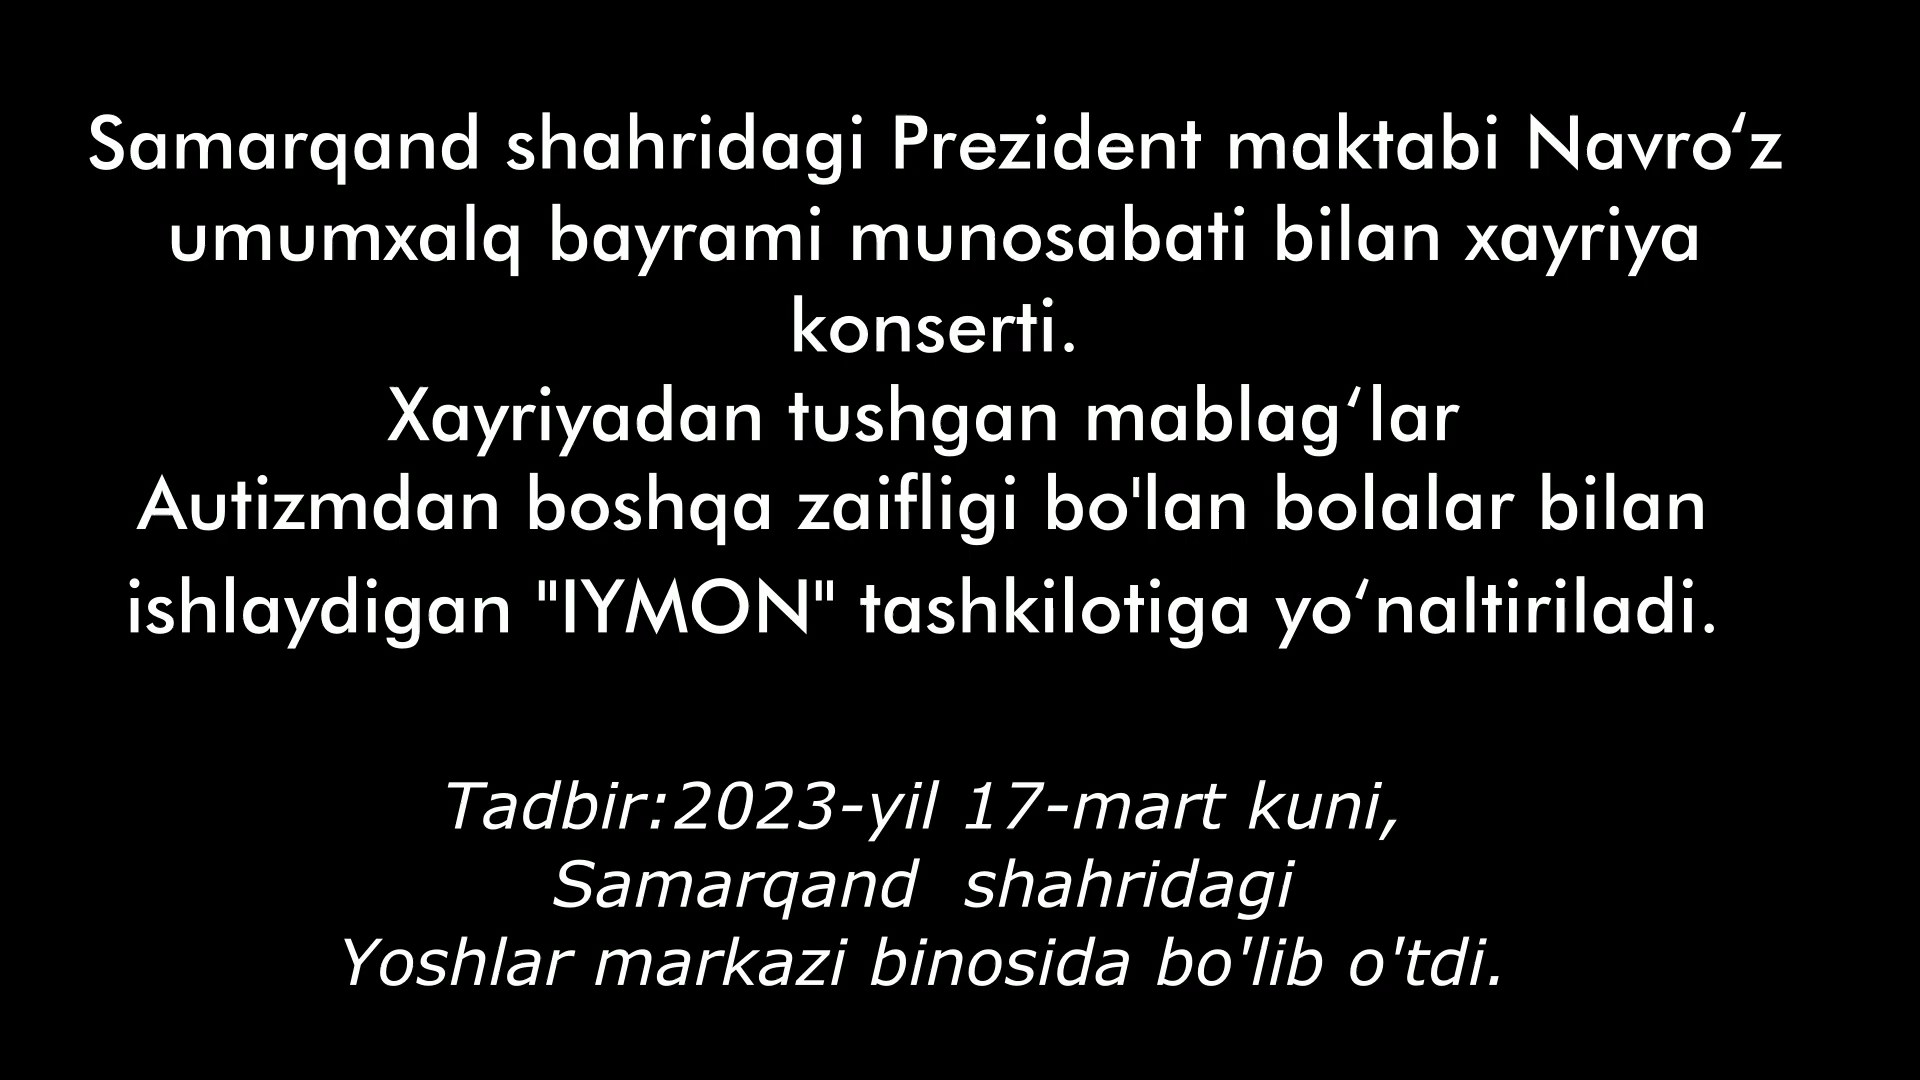 Samarqand shahridagi Prezident maktabi Navro‘z
umumxalq bayrami munosabati bilan xayriya
konserti.
Xayriyadan tushgan mablag‘lar
Autizmdan boshqa zaifligi bo'lan bolalar bilan
ishlaydigan "IYMON" tashkilotiga yo‘naltiriladi.
Tadbir:2023-yil 17-mart kuni,
Samarqand  shahridagi
Yoshlar markazi binosida bo'lib o'tdi.